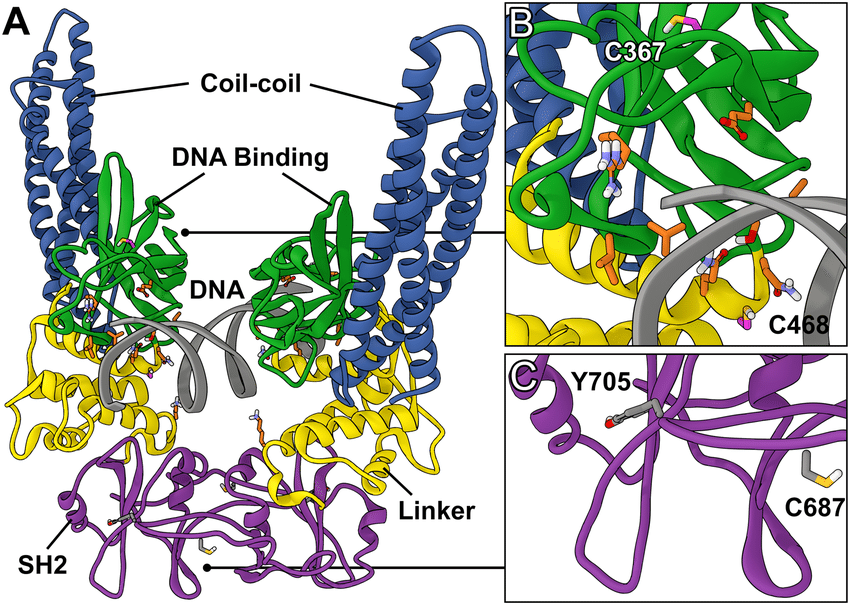 A
Coil-coil
DNA Binding
DNA
Linker
SH2
B
C367
C468
C
Y705
C687